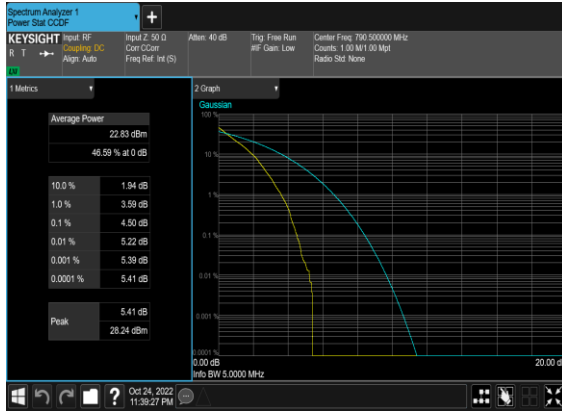 Spectrum Analyzer 1
Power Stat CCDF
+
KEYSIGHT
R T
LU
Input: RF
Coupling: DC
Align: Auto
Input Z: 50 Ω
Corr CCorr
Freq Ref: Int (S)
Atten: 40 dB
Trig: Free Run
#IF Gain: Low
Center Freq: 790.500000 MHz
Counts: 1.00 M/1.00 Mpt
Radio Std: None
1 Metrics
Average Power
22.83 dBm
46.59 % at 0 dB
10.0 % 1.94 dB
1.0 % 3.59 dB
0.1 % 4.50 dB
0.01 % 5.22 dB
0.001 % 5.39 dB
0.0001 % 5.41 dB
Peak
5.41 dB
28.24 dBm
2 Graph
Gaussian
100 %
10 %
1 %
0.1 %
0.01 %
0.001 %
0.0001 %
0.00 dB 20.00 d
Info BW 5.0000 MHz
?
Oct 24, 2022
11:39:27 PM